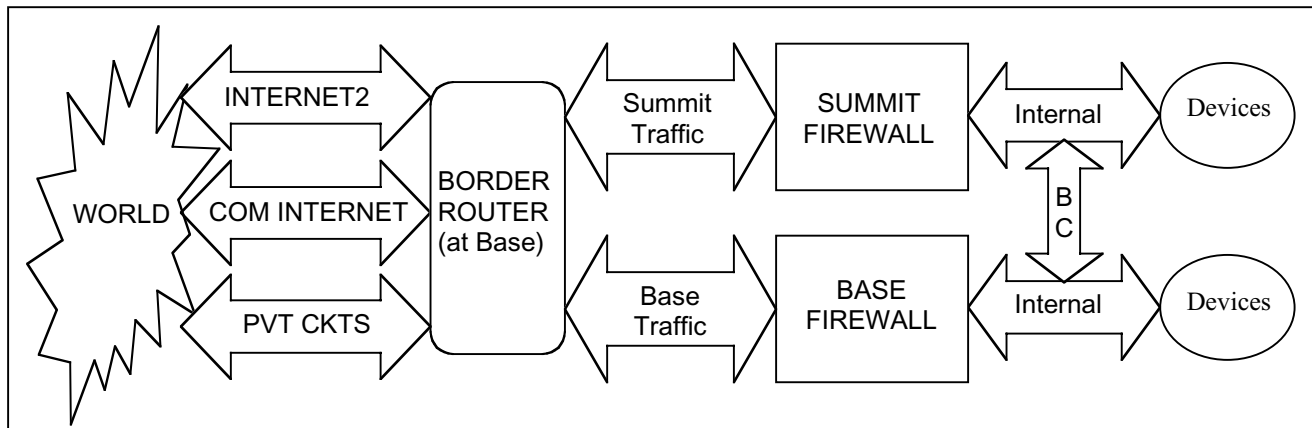 WORLD
INTERNET2
COM INTERNET
PVT CKTS
BORDER
ROUTER
(at Base)
Summit
Traffic
Base
Traffic
SUMMIT
FIREWALL
BASE
FIREWALL
Internal
B
C
Internal
Devices
Devices